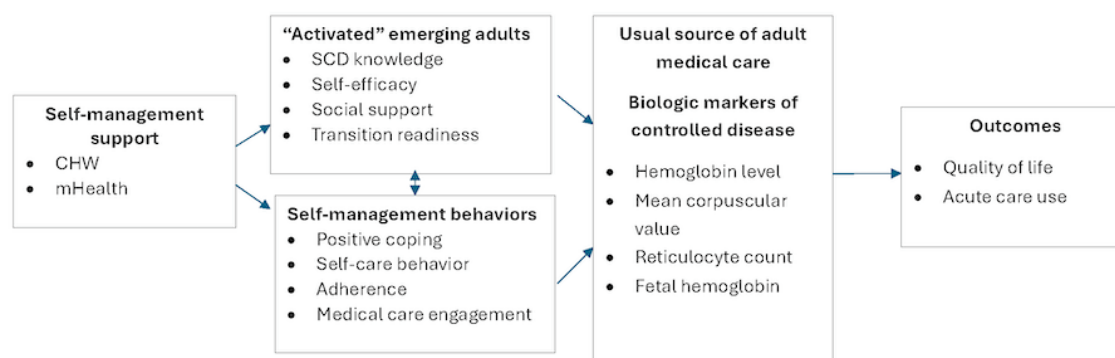 Self-management
support
• CHW
• mHealth
“Activated” emerging adults
• SCD knowledge
• Self-efficacy
• Social support
• Transition readiness
Self-management behaviors
• Positive coping
• Self-care behavior
• Adherence
• Medical care engagement
Usual source of adult
medical care
Biologic markers of
controlled disease
• Hemoglobin level
• Mean corpuscular
value
• Reticulocyte count
• Fetal hemoglobin
Outcomes
• Quality of life
• Acute care use